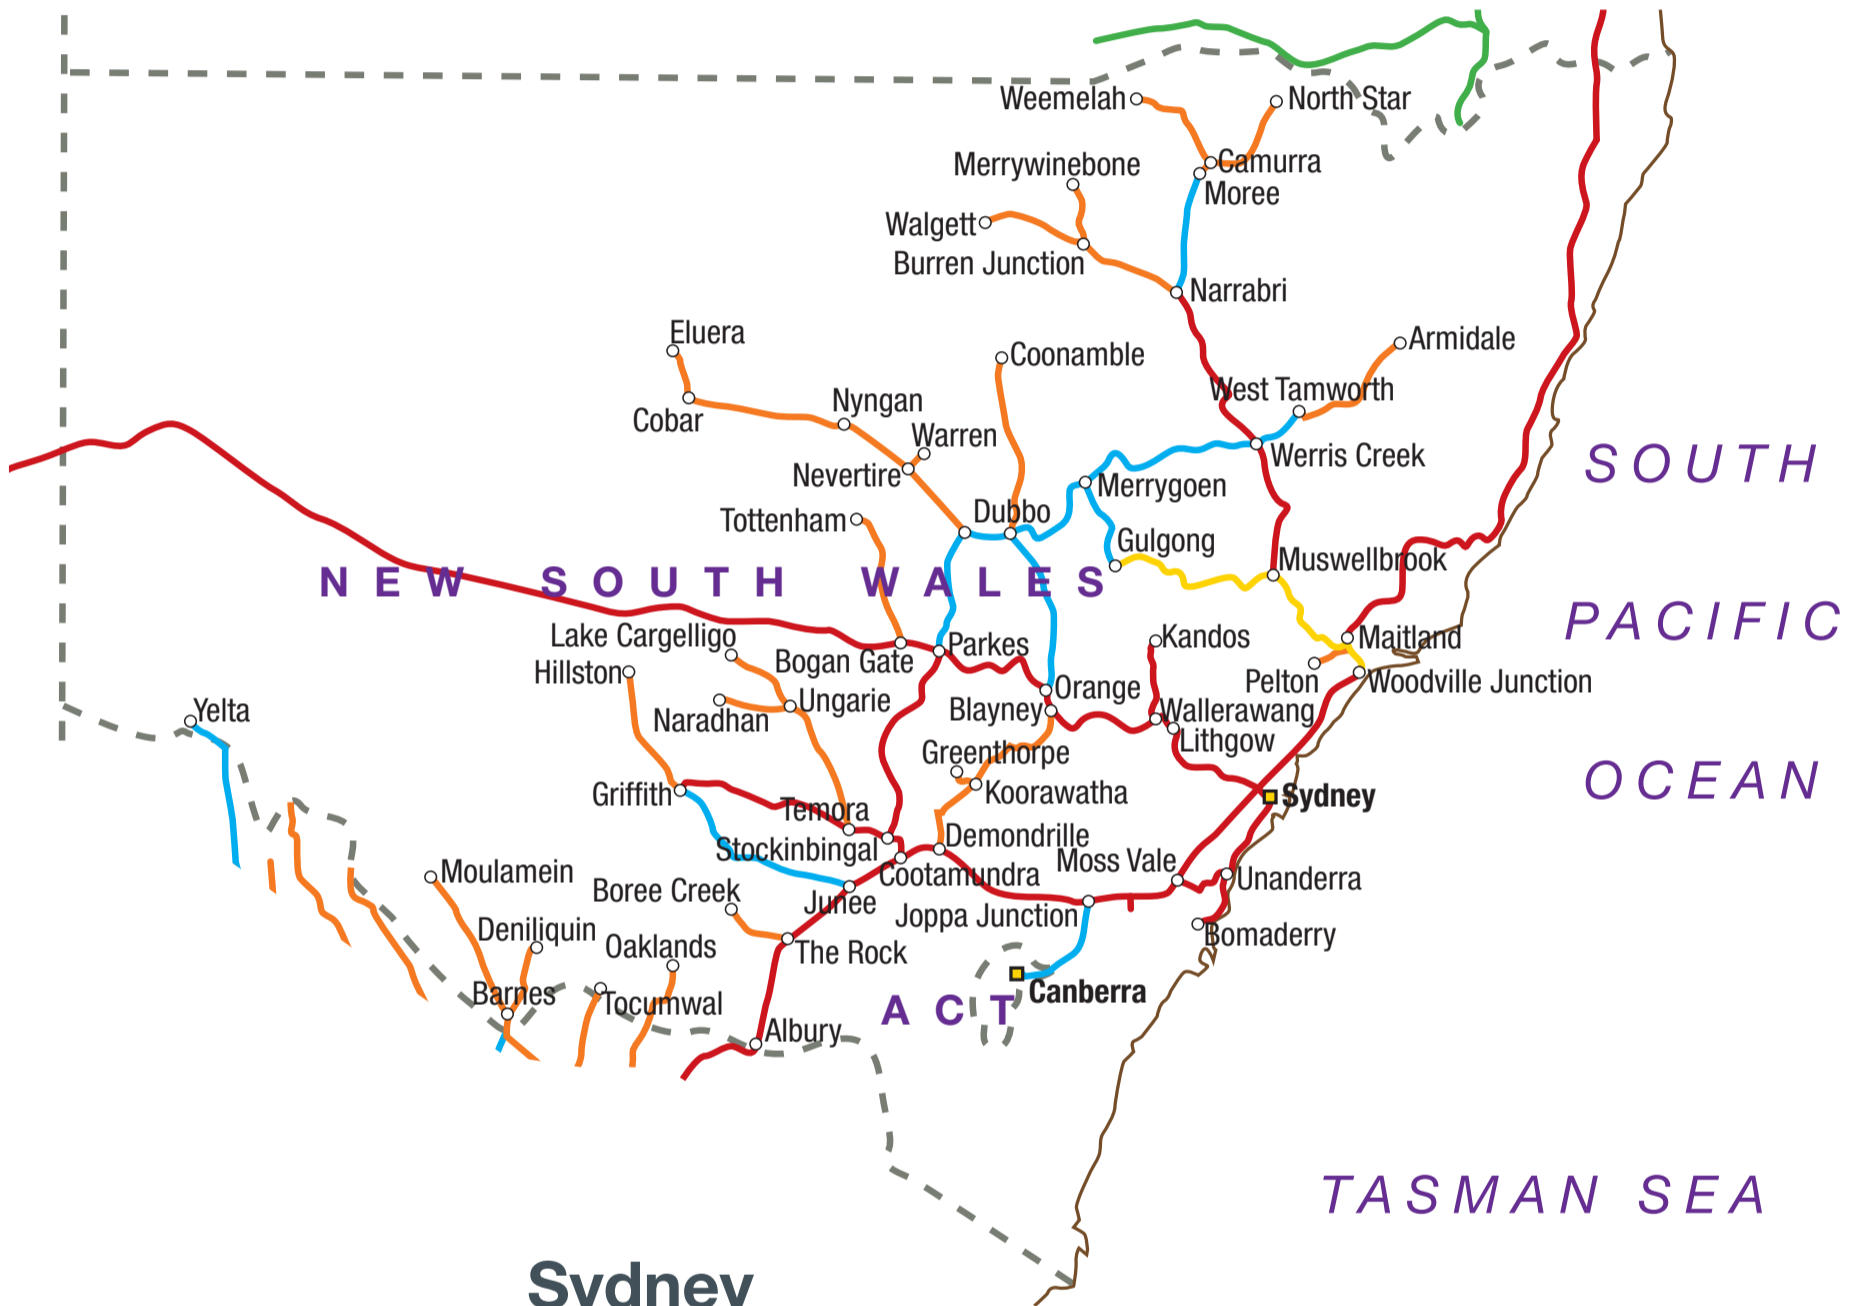 Weemelah
North Star
Merrywinebone
Camurra
Moree
Walgett
Burren Junction
Narrabri
Eluera
Coonamble
Armidale
West Tamworth
Cobar
Nyngan
Warren
Nevertire
Werris Creek
SOUTH
Merrygoen
Tottenham
Dubbo
Gulgong
Muswellbrook
NEW SOUTH WALES
PACIFIC
Lake Cargelligo
Bogan Gate
Parkes
Kandos
Maitland
Hillston
Pelton
Woodville Junction
Orange
Ungarie
Naradhan
Blayney
Wallerawang
Yelta
Lithgow
Greenthorpe
OCEAN
Griffith
Koorawatha
Sydney
Temora
Demondrille
Stockinbingal
Moss Vale
Moulamein
Cootamundra
Unanderra
Boree Creek
Junee
Joppa Junction
Deniliquin
Bomaderry
Oaklands
The Rock
Barnes
Tocumwal
Canberra
ACT
Albury
TASMAN SEA
Sydney